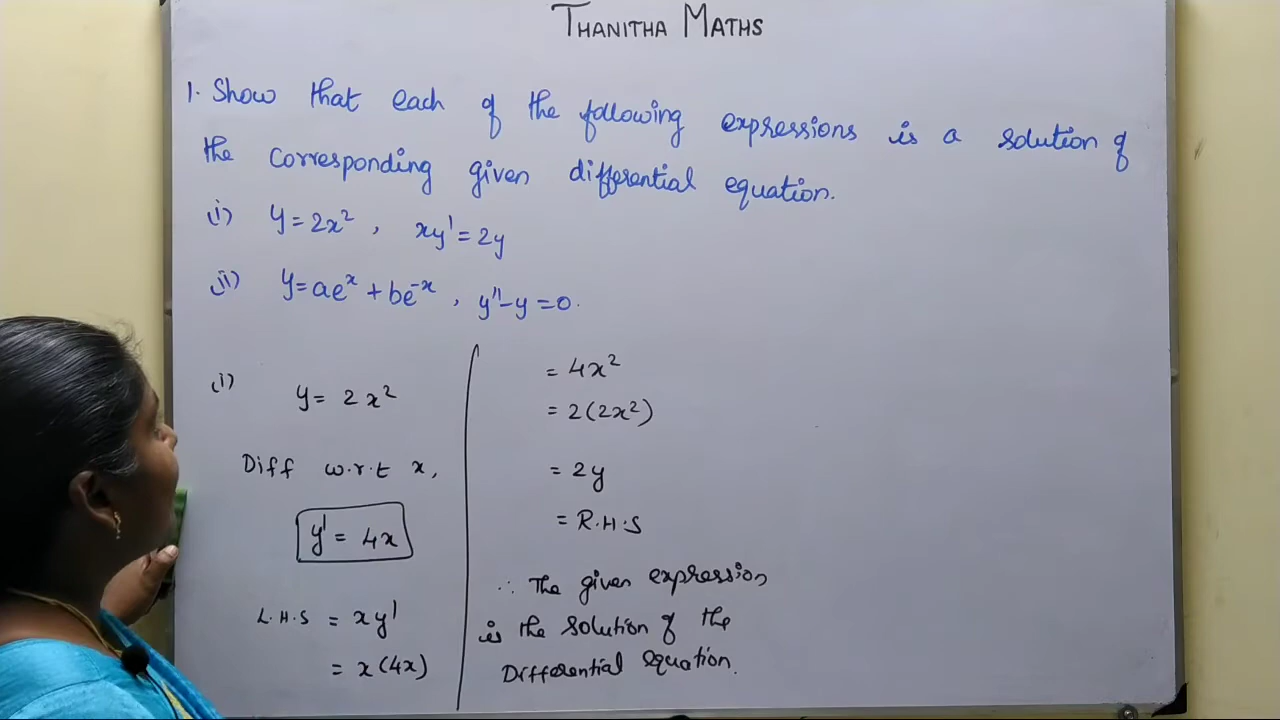 THANITHA MATHS
1. Show that each of the following expressions is a solution of
the corresponding given differential equation.
(i) y = 2x², xy' = 2y
(ii) y = aeˣ + be⁻ˣ, y'' - y = 0.
(i) y = 2x²
Diff w.r.t x,
y' = 4x
L.H.S = xy'
= x(4x)
= 4x²
= 2(2x²)
= 2y
= R.H.S
∴ The given expression
is the solution of the
Differential equation.